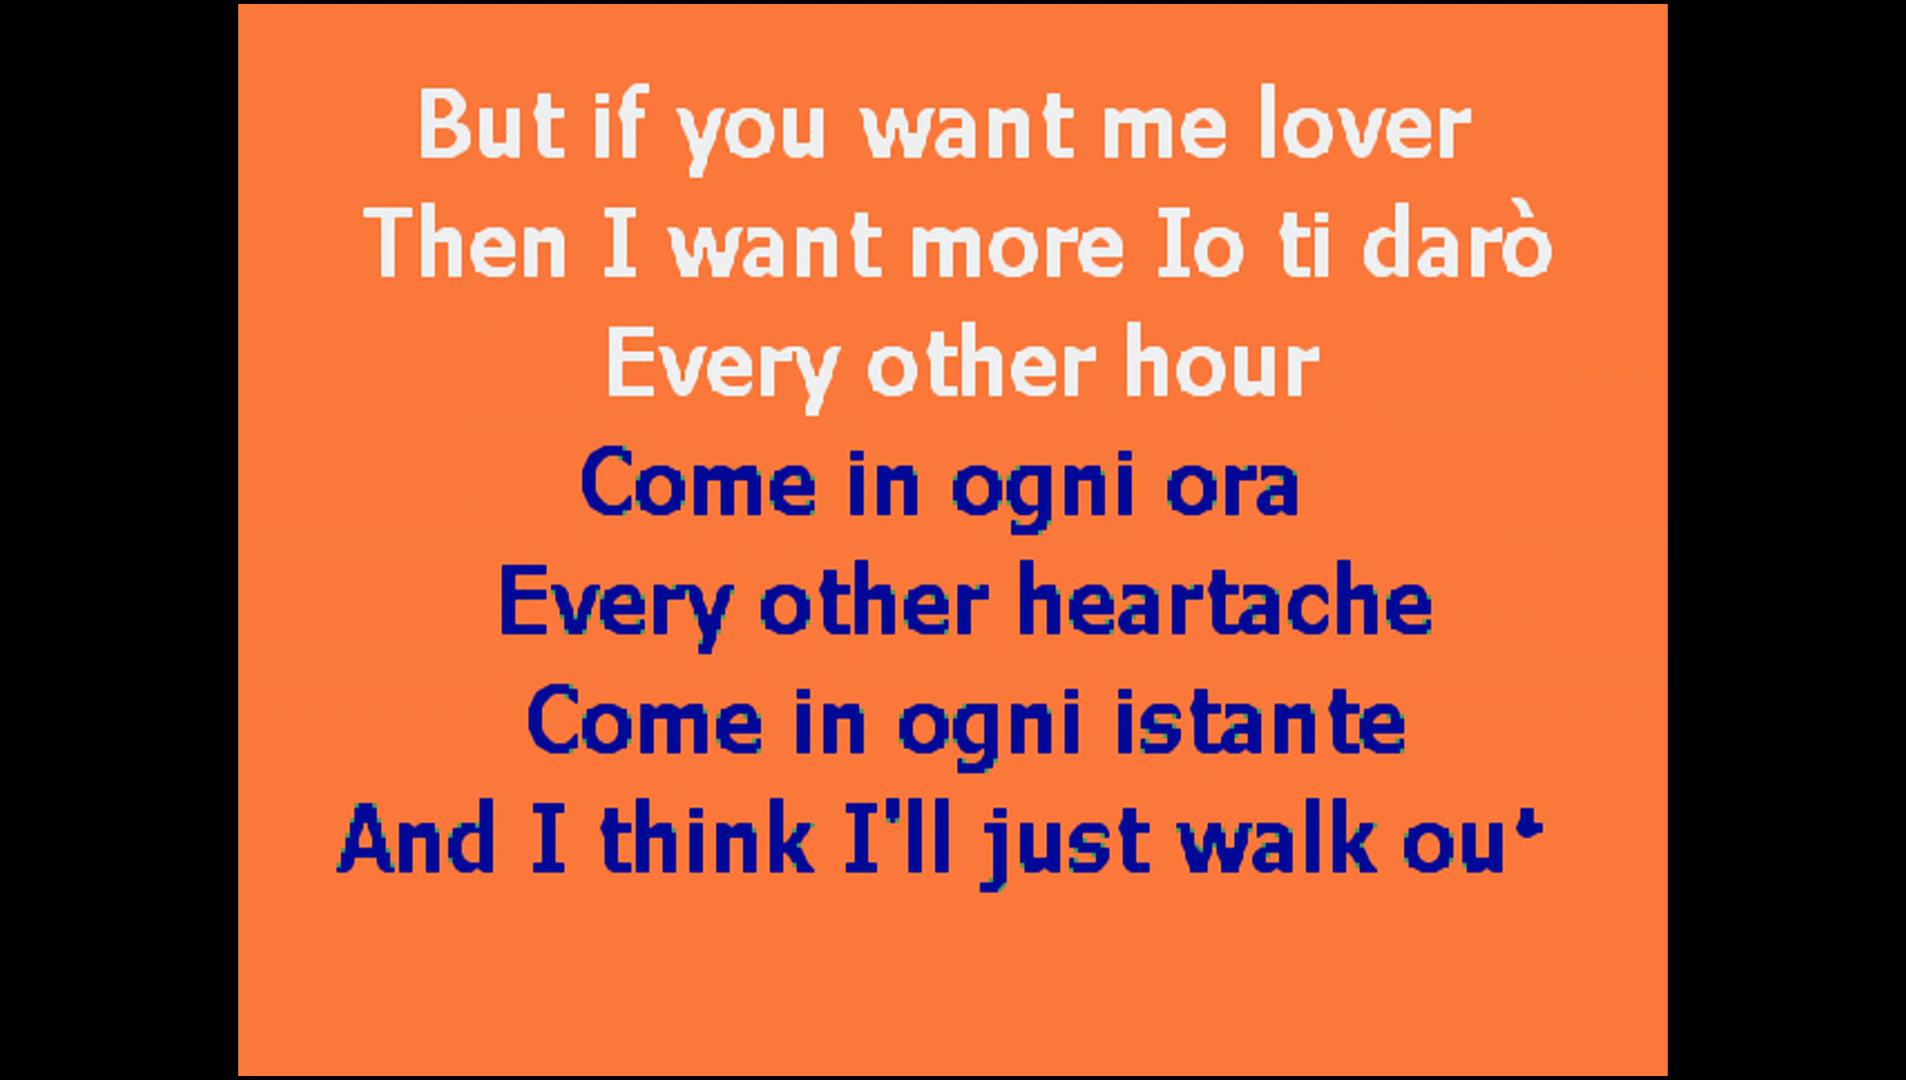 But if you want me lover
Then I want more Io ti darò
Every other hour
Come in ogni ora
Every other heartache
Come in ogni istante
And I think I'll just walk out